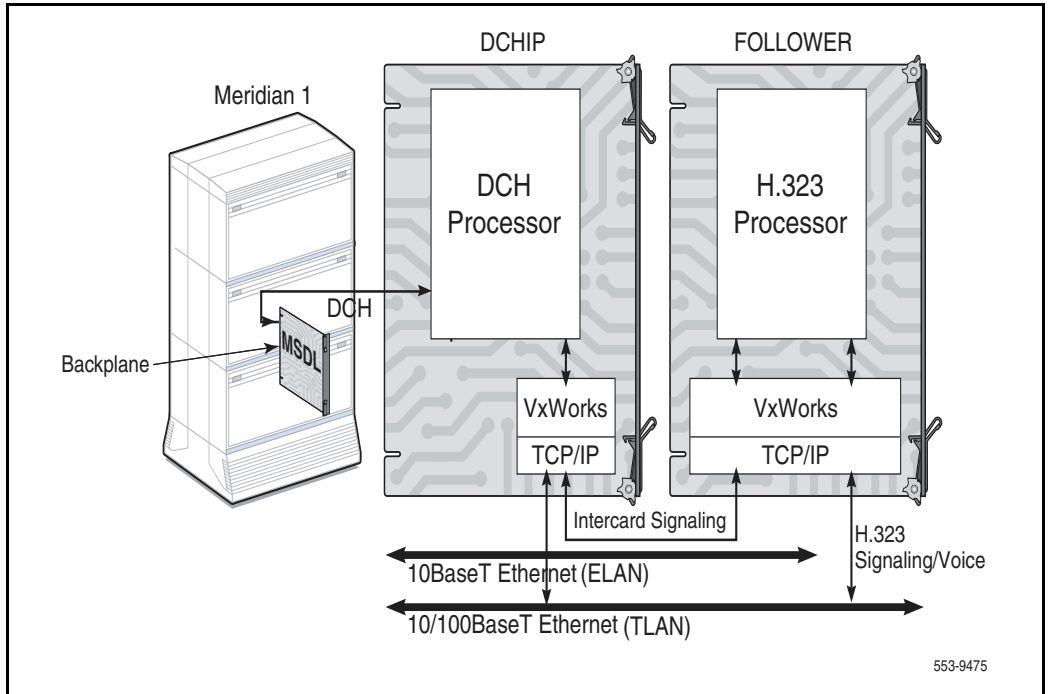 DCHIP
FOLLOWER
Meridian 1
DCH
Processor
H.323
Processor
DCH
MSDL
Backplane
VxWorks
TCP/IP
VxWorks
TCP/IP
Intercard Signaling
H.323
Signaling/Voice
10BaseT Ethernet (ELAN)
10/100BaseT Ethernet (TLAN)
553-9475